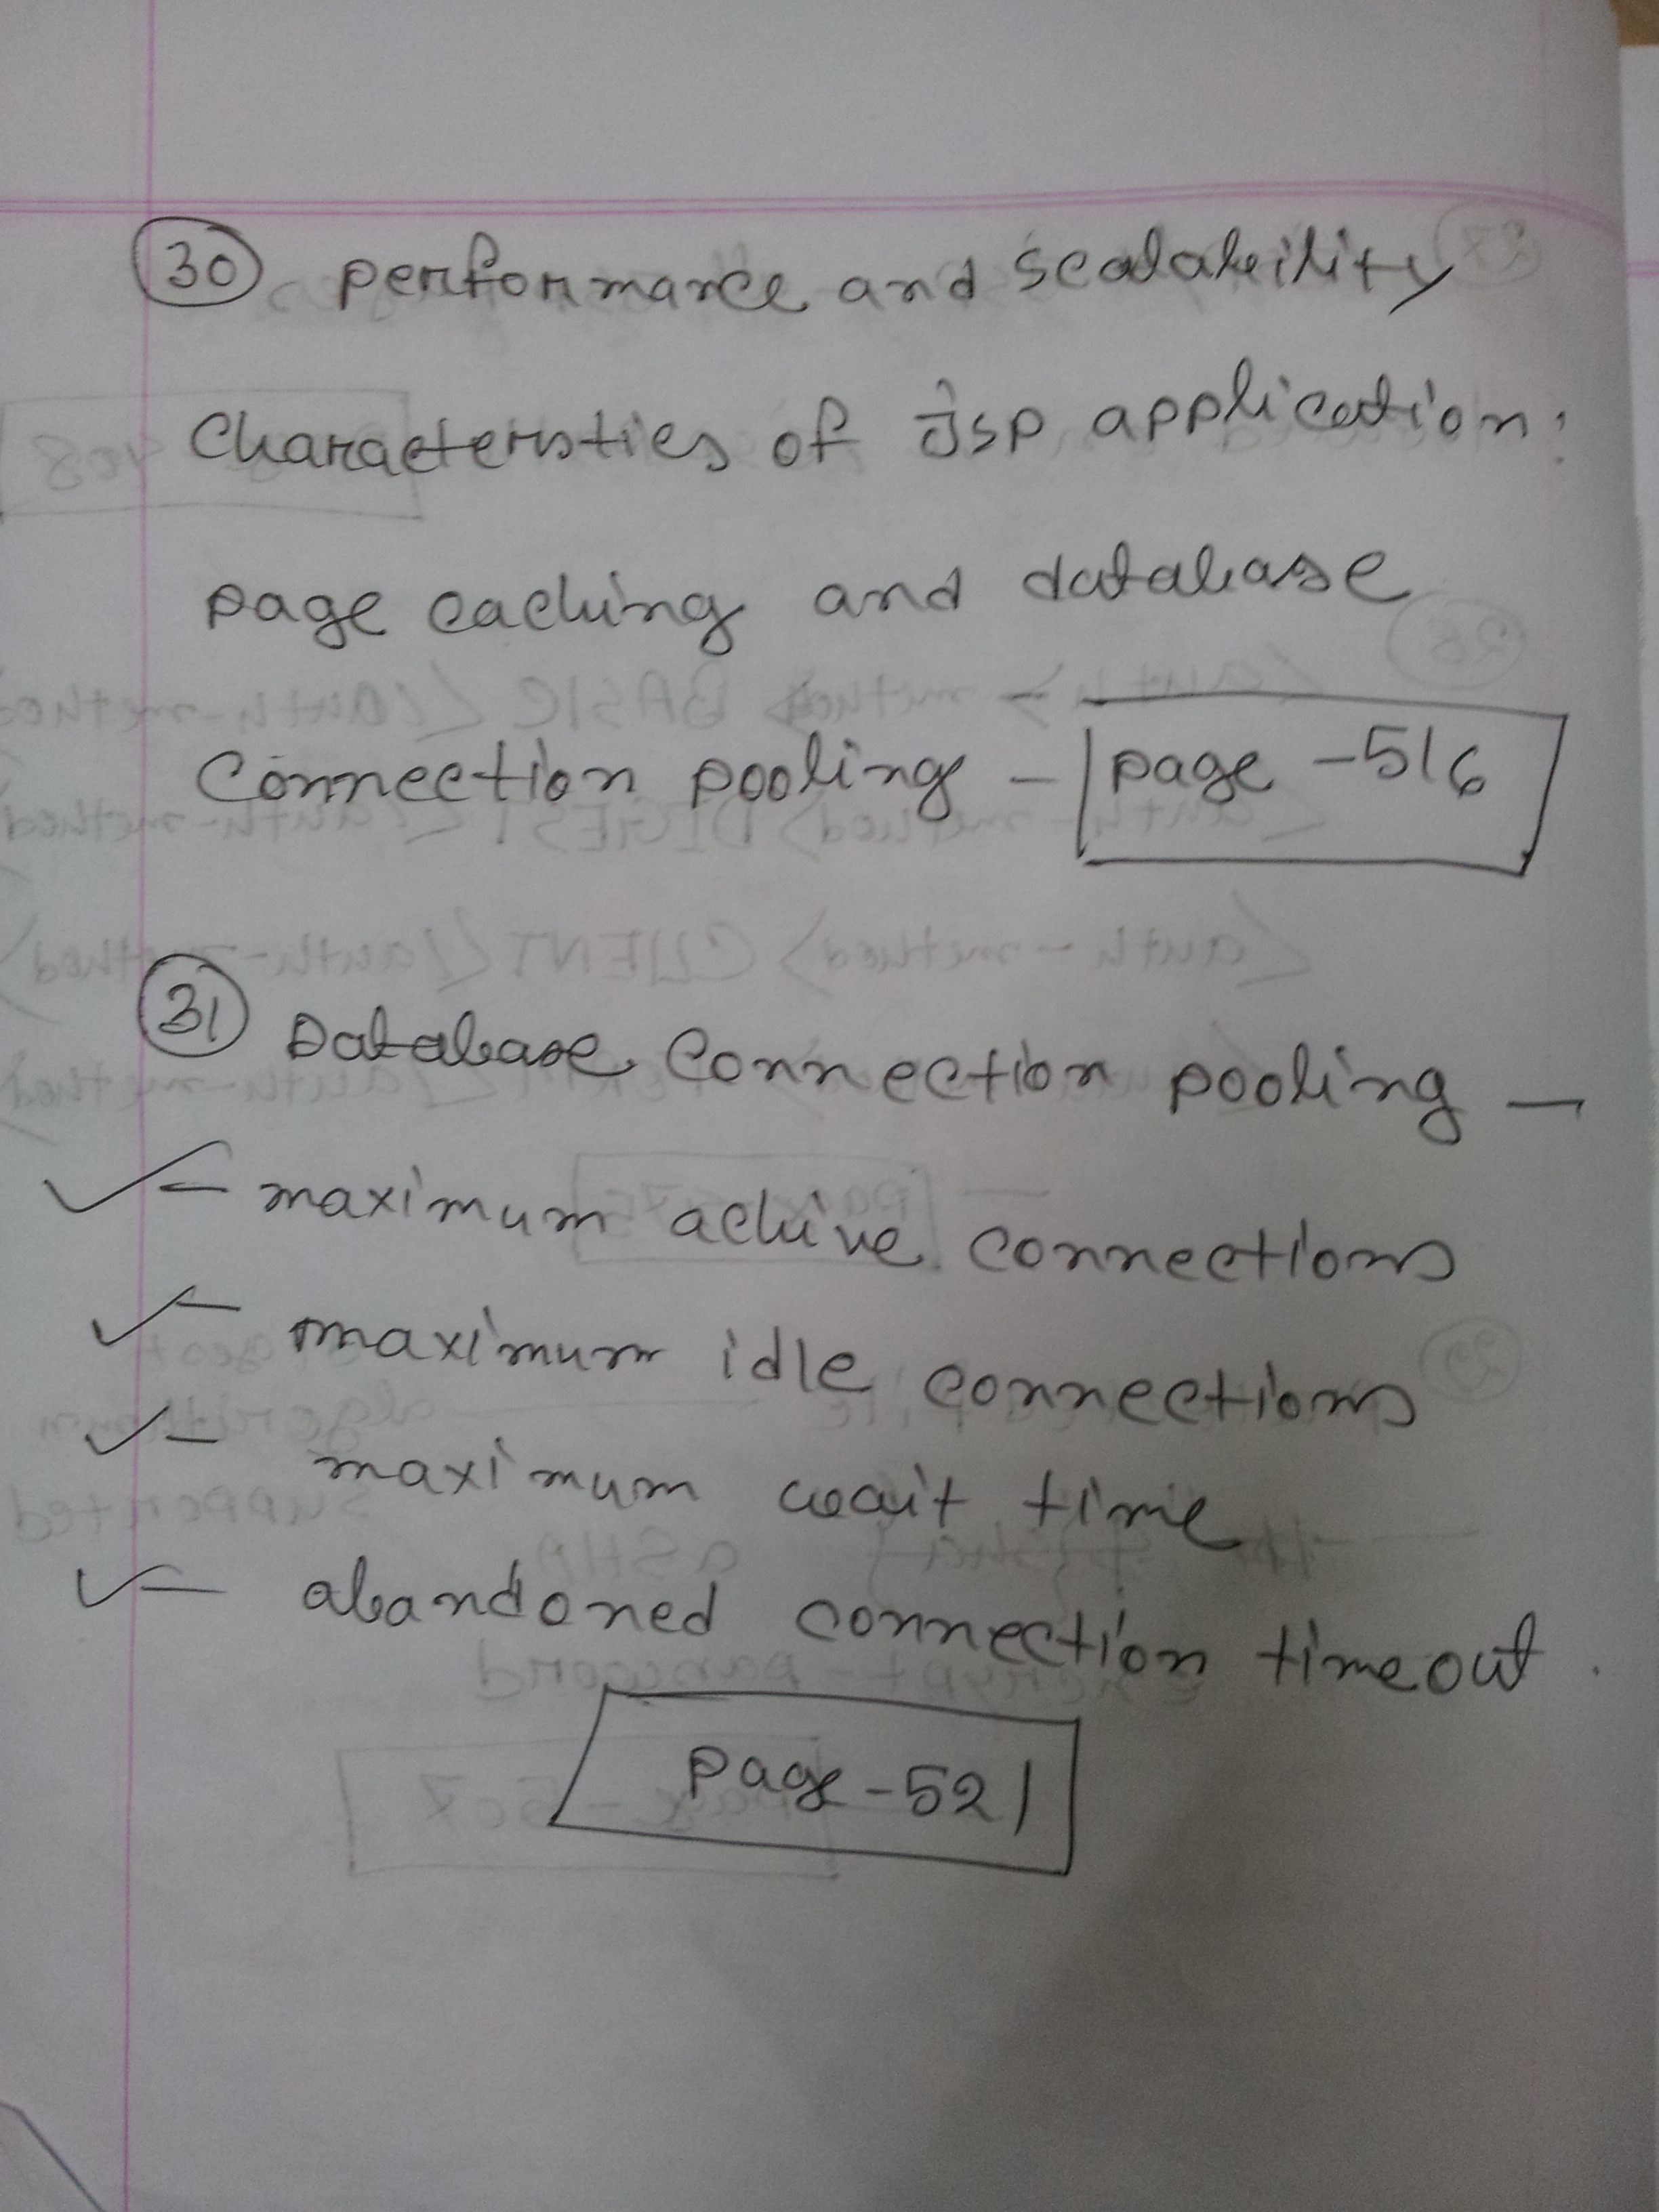 30 performance and scalability
characteristics of Jsp application:
page caching and database
connection pooling - page -516
31 Database connection pooling -
- maximum active connections
- maximum idle connections
- maximum wait time
- abandoned connection timeout.
page-521